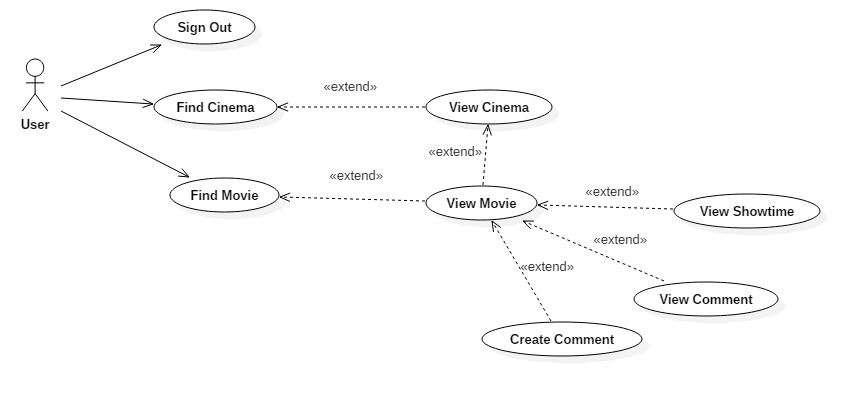 Sign Out
«extend»
Find Cinema
View Cinema
User
«extend»
«extend»
Find Movie
View Movie
«extend»
View Showtime
«extend»
«extend»
View Comment
Create Comment